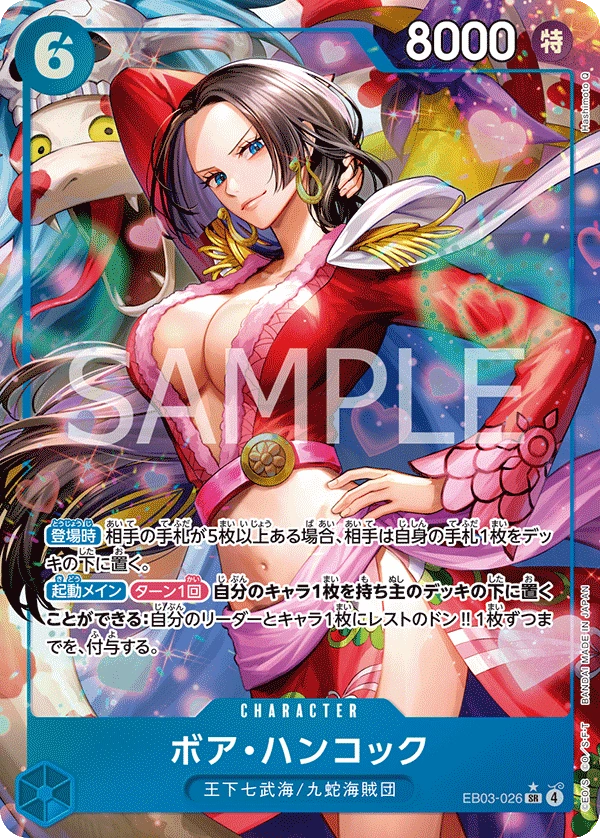 6
8000
特
Hashimoto Q
SAMPLE
登場時 相手の手札が5枚以上ある場合、相手は自身の手札1枚をデッ
キの下に置く。
起動メイン ターン1回 自分のキャラ1枚を持ち主のデッキの下に置く
ことができる:自分のリーダーとキャラ1枚にレストのドン‼1枚ずつま
でを、付与する。
CHARACTER
ボア・ハンコック
王下七武海/九蛇海賊団
EB03-026 SR 4
©EO/S ©O/S·F·T BANDAI MADE IN JAPAN